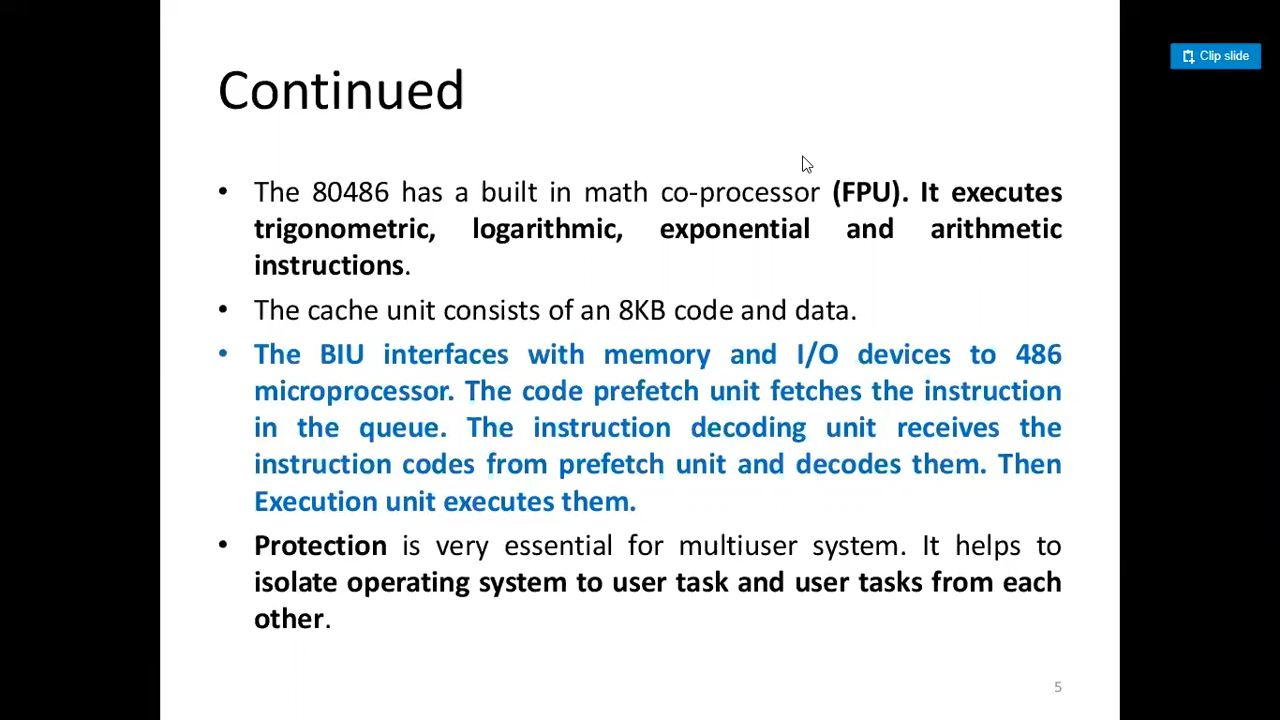 Clip slide
Continued
• The 80486 has a built in math co-processor (FPU). It executes
trigonometric, logarithmic, exponential and arithmetic
instructions.
• The cache unit consists of an 8KB code and data.
• The BIU interfaces with memory and I/O devices to 486
microprocessor. The code prefetch unit fetches the instruction
in the queue. The instruction decoding unit receives the
instruction codes from prefetch unit and decodes them. Then
Execution unit executes them.
• Protection is very essential for multiuser system. It helps to
isolate operating system to user task and user tasks from each
other.
5